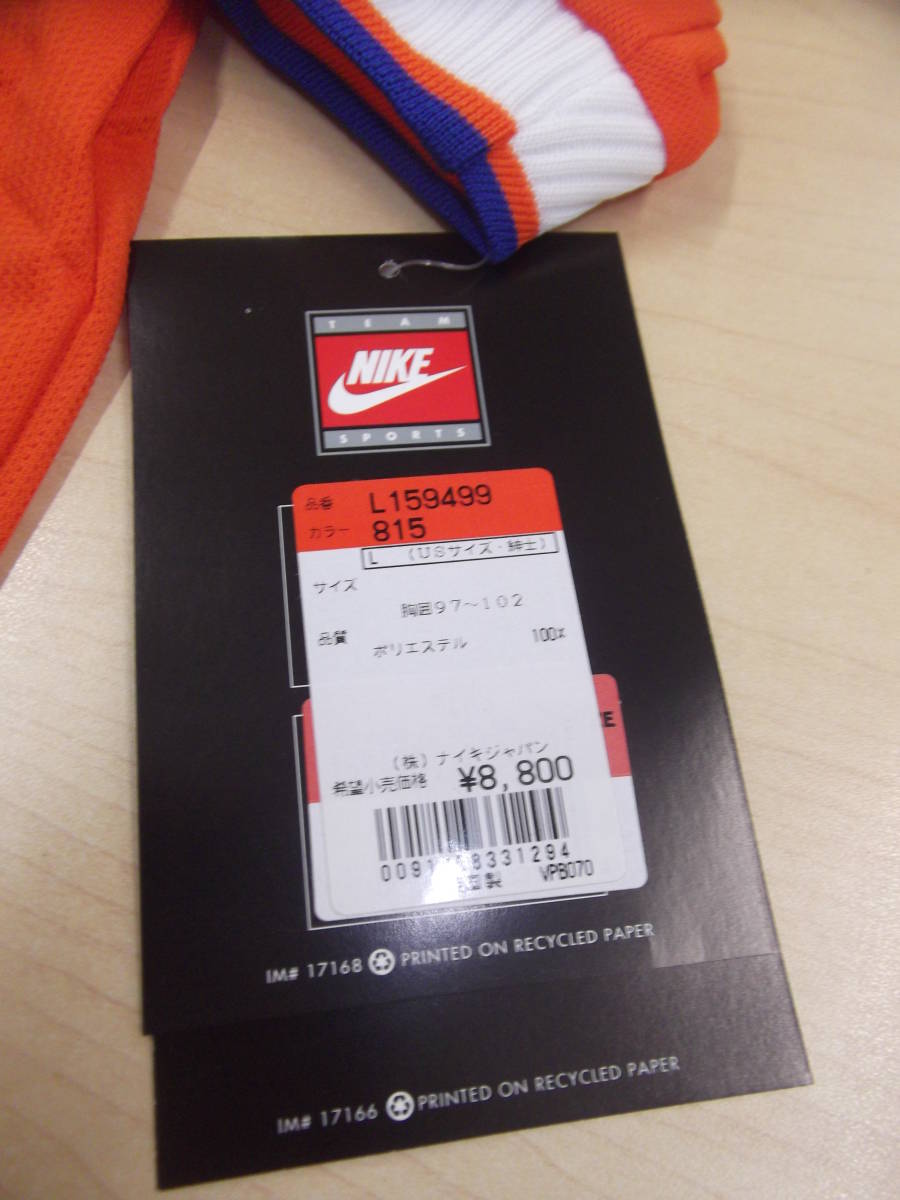 TEAM
NIKE
SPORTS
品番 L159499
カラー 815
L (USサイズ・紳士)
サイズ
胸囲97～102
品質
ポリエステル 100%
(株)ナイキジャパン
希望小売価格 ¥8,800
8331294
製 VPB070
IM# 17168 PRINTED ON RECYCLED PAPER
IM# 17166 PRINTED ON RECYCLED PAPER